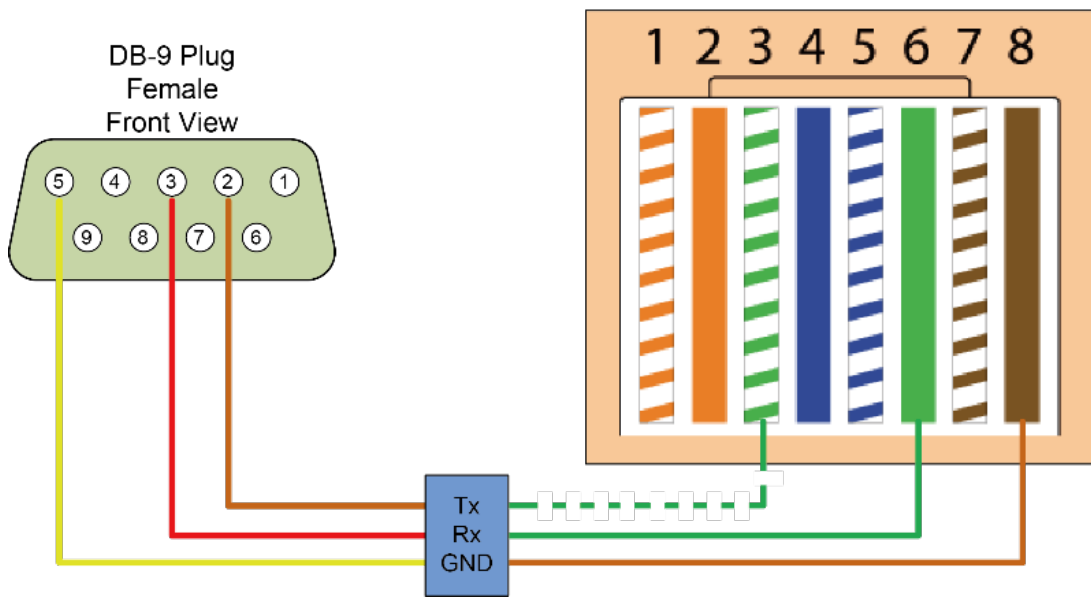 DB-9 Plug
Female
Front View
5 4 3 2 1
9 8 7 6
1 2 3 4 5 6 7 8
Tx
Rx
GND